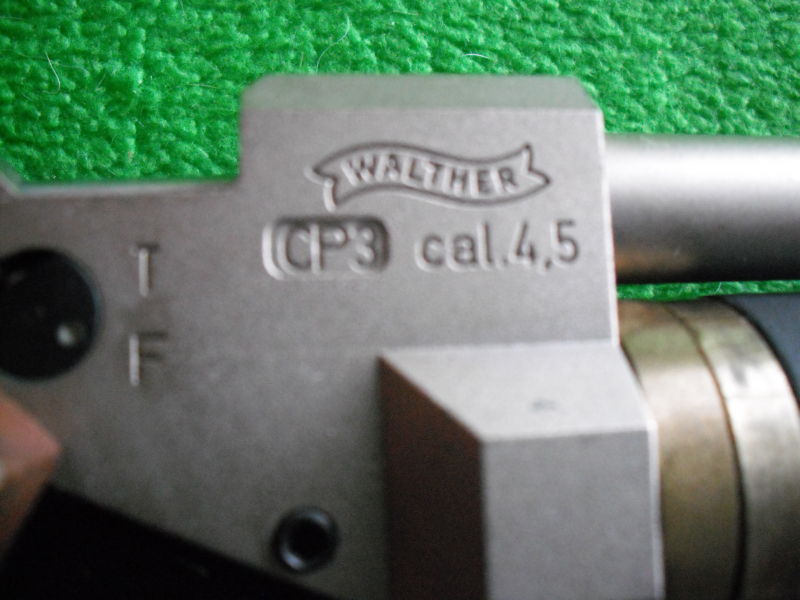 WALTHER
CP3 cal.4,5
T
F